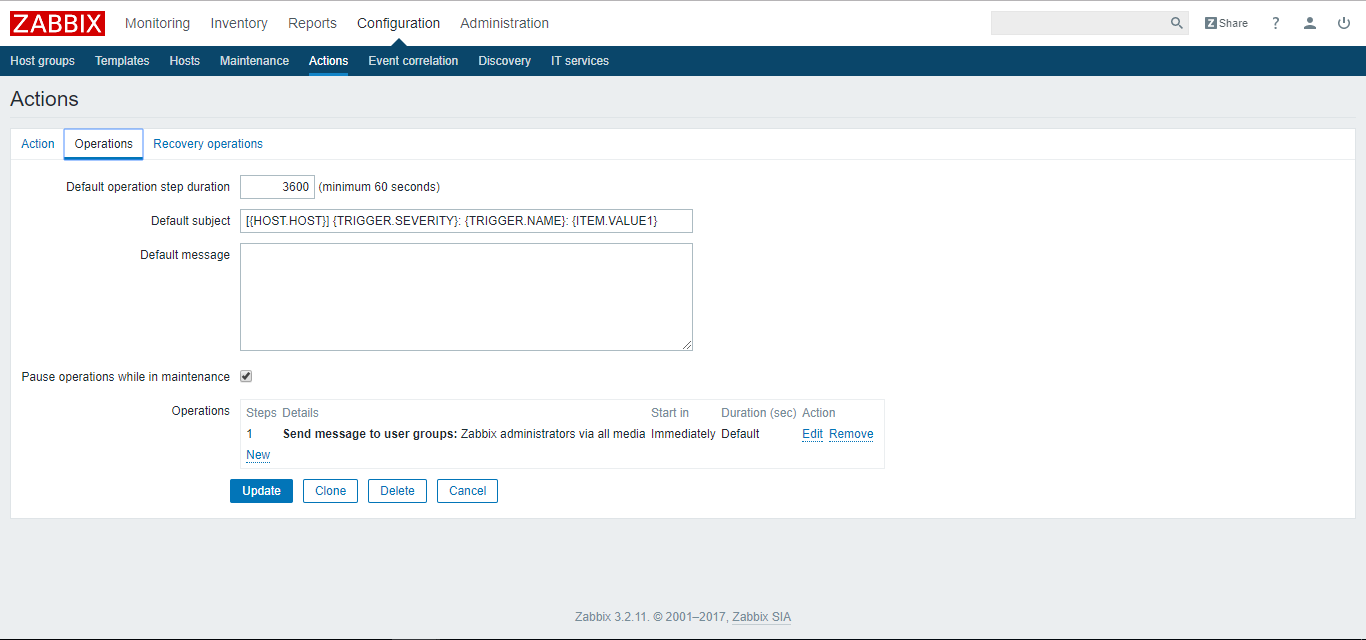 ZABBIX Monitoring Inventory Reports Configuration Administration Z Share ?
Host groups Templates Hosts Maintenance Actions Event correlation Discovery IT services
Actions
Action Operations Recovery operations
Default operation step duration 3600 (minimum 60 seconds)
Default subject [{HOST.HOST}] {TRIGGER.SEVERITY}: {TRIGGER.NAME}: {ITEM.VALUE1}
Default message
Pause operations while in maintenance
Operations Steps Details Start in Duration (sec) Action
1 Send message to user groups: Zabbix administrators via all media Immediately Default Edit Remove
New
Update Clone Delete Cancel
Zabbix 3.2.11. © 2001–2017, Zabbix SIA